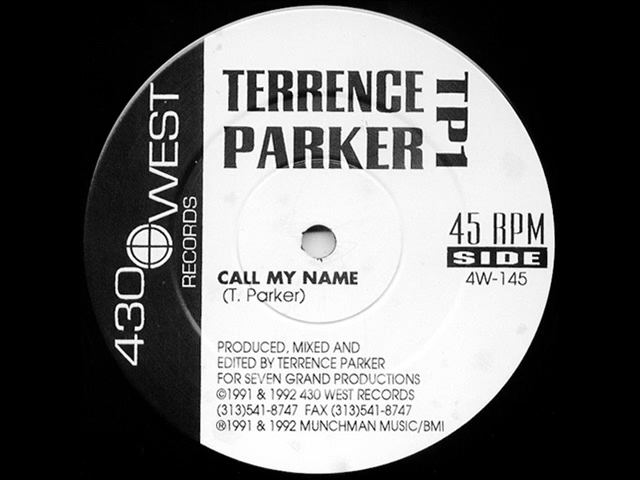 430 WEST
RECORDS
TERRENCE
PARKER
TP1
45 RPM
SIDE
4W-145
CALL MY NAME
(T. Parker)
PRODUCED, MIXED AND
EDITED BY TERRENCE PARKER
FOR SEVEN GRAND PRODUCTIONS
©1991 & 1992 430 WEST RECORDS
(313)541-8747 FAX (313)541-8747
®1991 & 1992 MUNCHMAN MUSIC/BMI